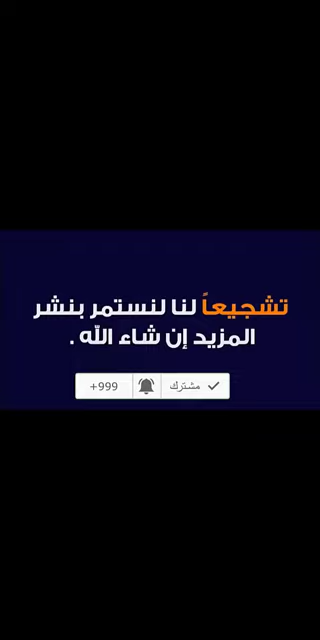 تشجيعاً لنا لنستمر بنشر
المزيد إن شاء الله .
✓ مشترك 999+